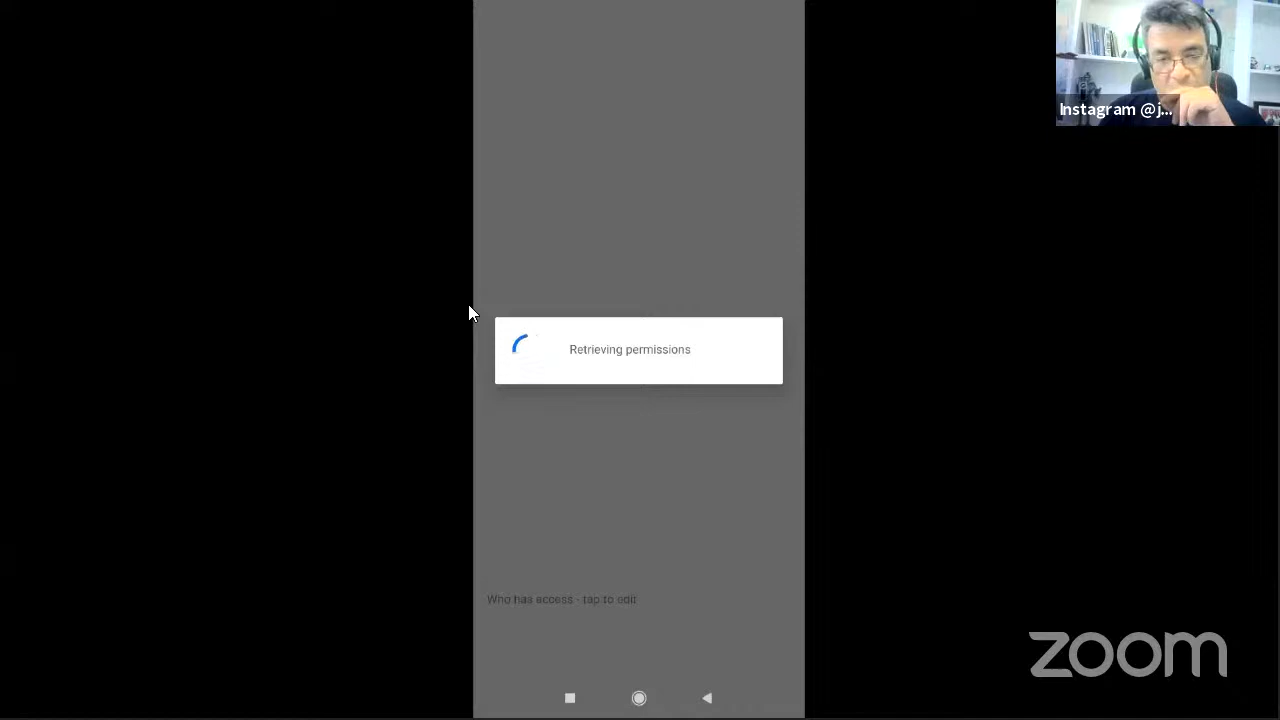 Instagram @j...
Retrieving permissions
Who has access - tap to edit
zoom